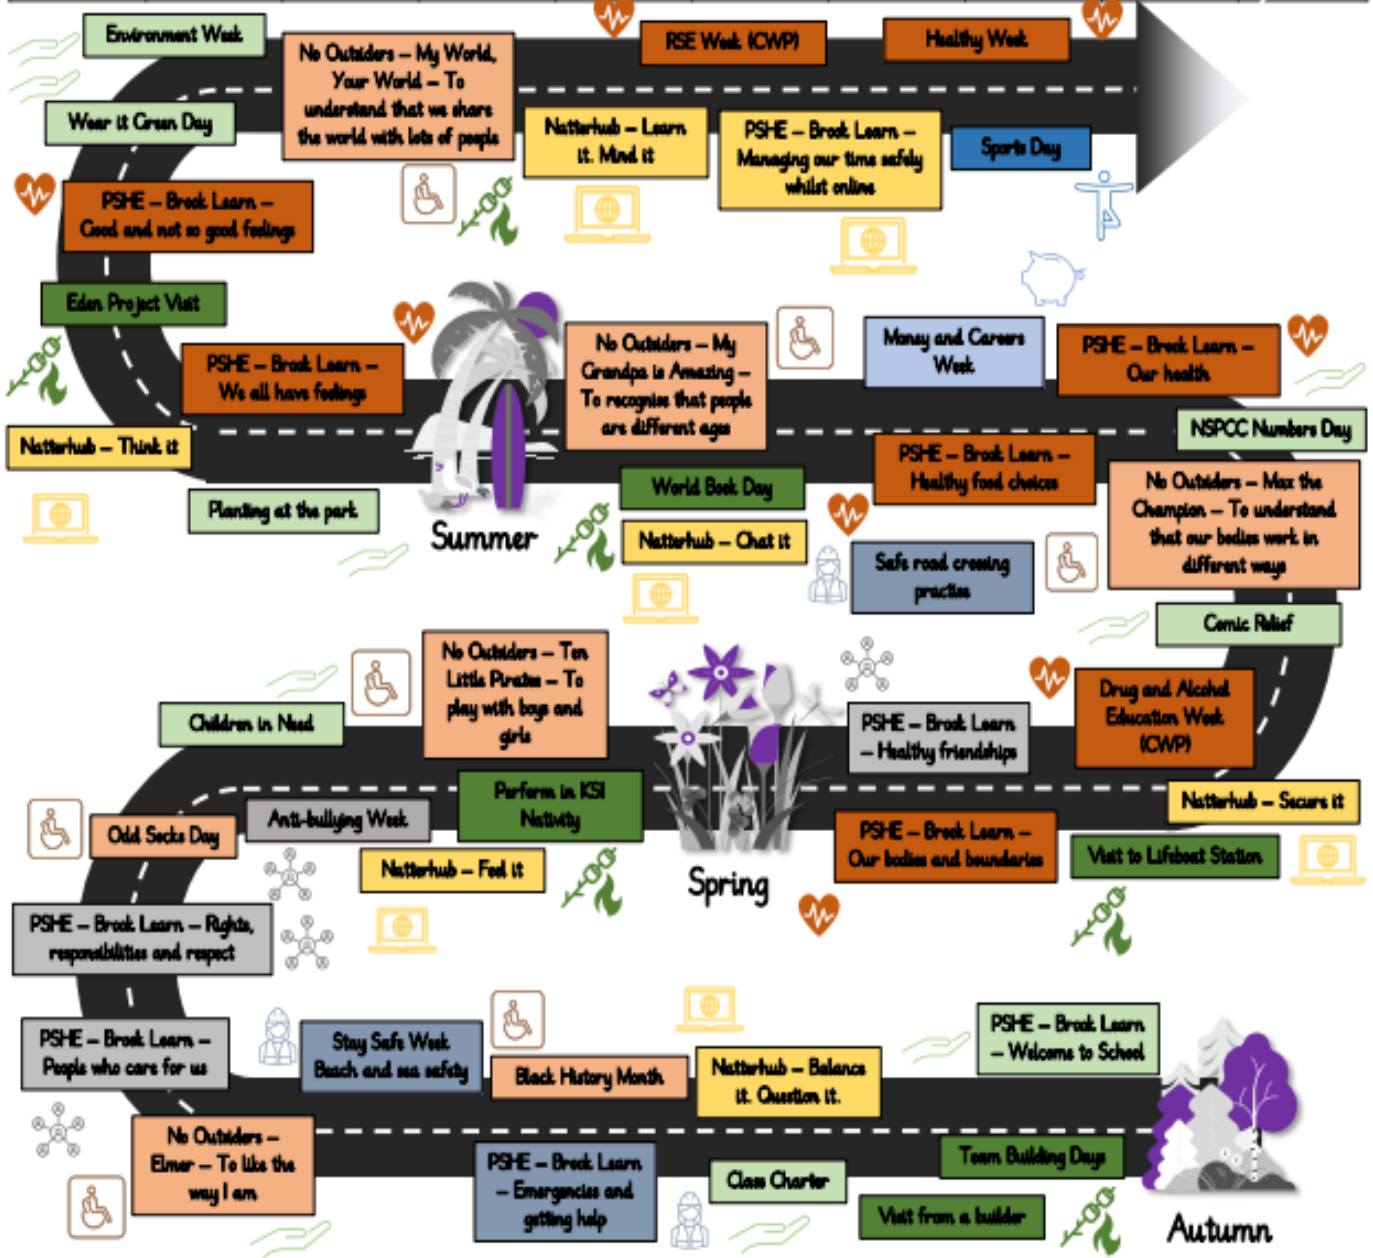 Environment Week
No Outsiders – My World,
Your World – To
understand that we share
the world with lots of people
RSE Week (CWP)
Healthy Week
Wear it Green Day
Natterhub – Learn
it. Mind it
PSHE – Brook Learn –
Managing our time safely
whilst online
Sports Day
PSHE – Brook Learn –
Good and not so good feelings
Eden Project Visit
PSHE – Brook Learn –
We all have feelings
No Outsiders – My
Grandpa is Amazing –
To recognise that people
are different ages
Money and Careers
Week
PSHE – Brook Learn –
Our health
Natterhub – Think it
NSPCC Numbers Day
PSHE – Brook Learn –
Healthy food choices
Planting at the park
Summer
World Book Day
Natterhub – Chat it
No Outsiders – Max the
Champion – To understand
that our bodies work in
different ways
Safe road crossing
practise
Comic Relief
Children in Need
No Outsiders – Ten
Little Pirates – To
play with boys and
girls
PSHE – Brook Learn
– Healthy friendships
Drug and Alcohol
Education Week
(CWP)
Odd Socks Day
Anti-bullying Week
Perform in KS1
Nativity
Natterhub – Secure it
Natterhub – Feel it
Spring
PSHE – Brook Learn –
Our bodies and boundaries
Visit to Lifeboat Station
PSHE – Brook Learn – Rights,
responsibilities and respect
PSHE – Brook Learn –
People who care for us
Stay Safe Week
Beach and sea safety
Black History Month
Natterhub – Balance
it. Question it.
PSHE – Brook Learn
– Welcome to School
No Outsiders –
Elmer – To like the
way I am
PSHE – Brook Learn
– Emergencies and
getting help
Class Charter
Team Building Days
Visit from a builder
Autumn